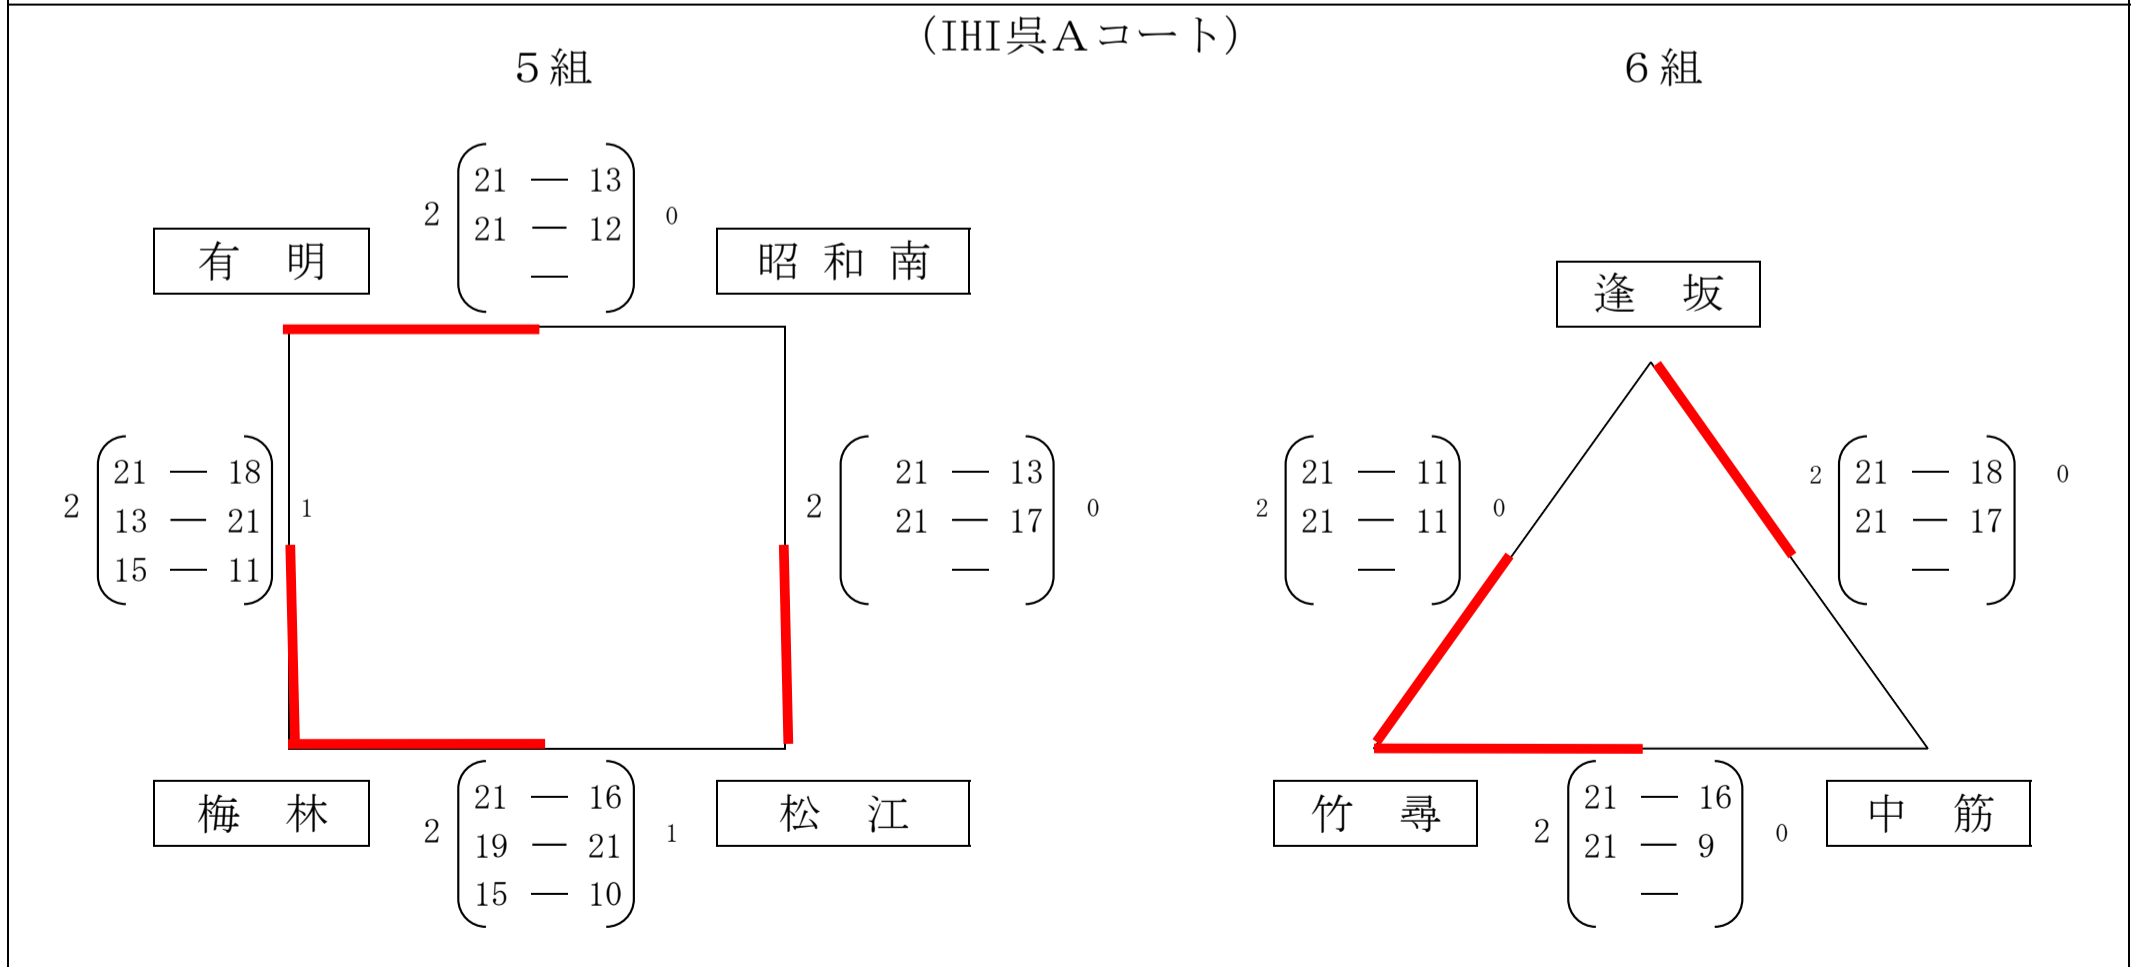 (IHI呉Aコート)
５組
６組
2 21 ― 13 0
21 ― 12
―
有　明
昭 和 南
逢　坂
2 21 ― 18 1
13 ― 21
15 ― 11
2 21 ― 13 0
21 ― 17
―
2 21 ― 11 0
21 ― 11
―
2 21 ― 18 0
21 ― 17
―
梅　林
松　江
竹　尋
中　筋
2 21 ― 16 1
19 ― 21
15 ― 10
2 21 ― 16 0
21 ― 9
―